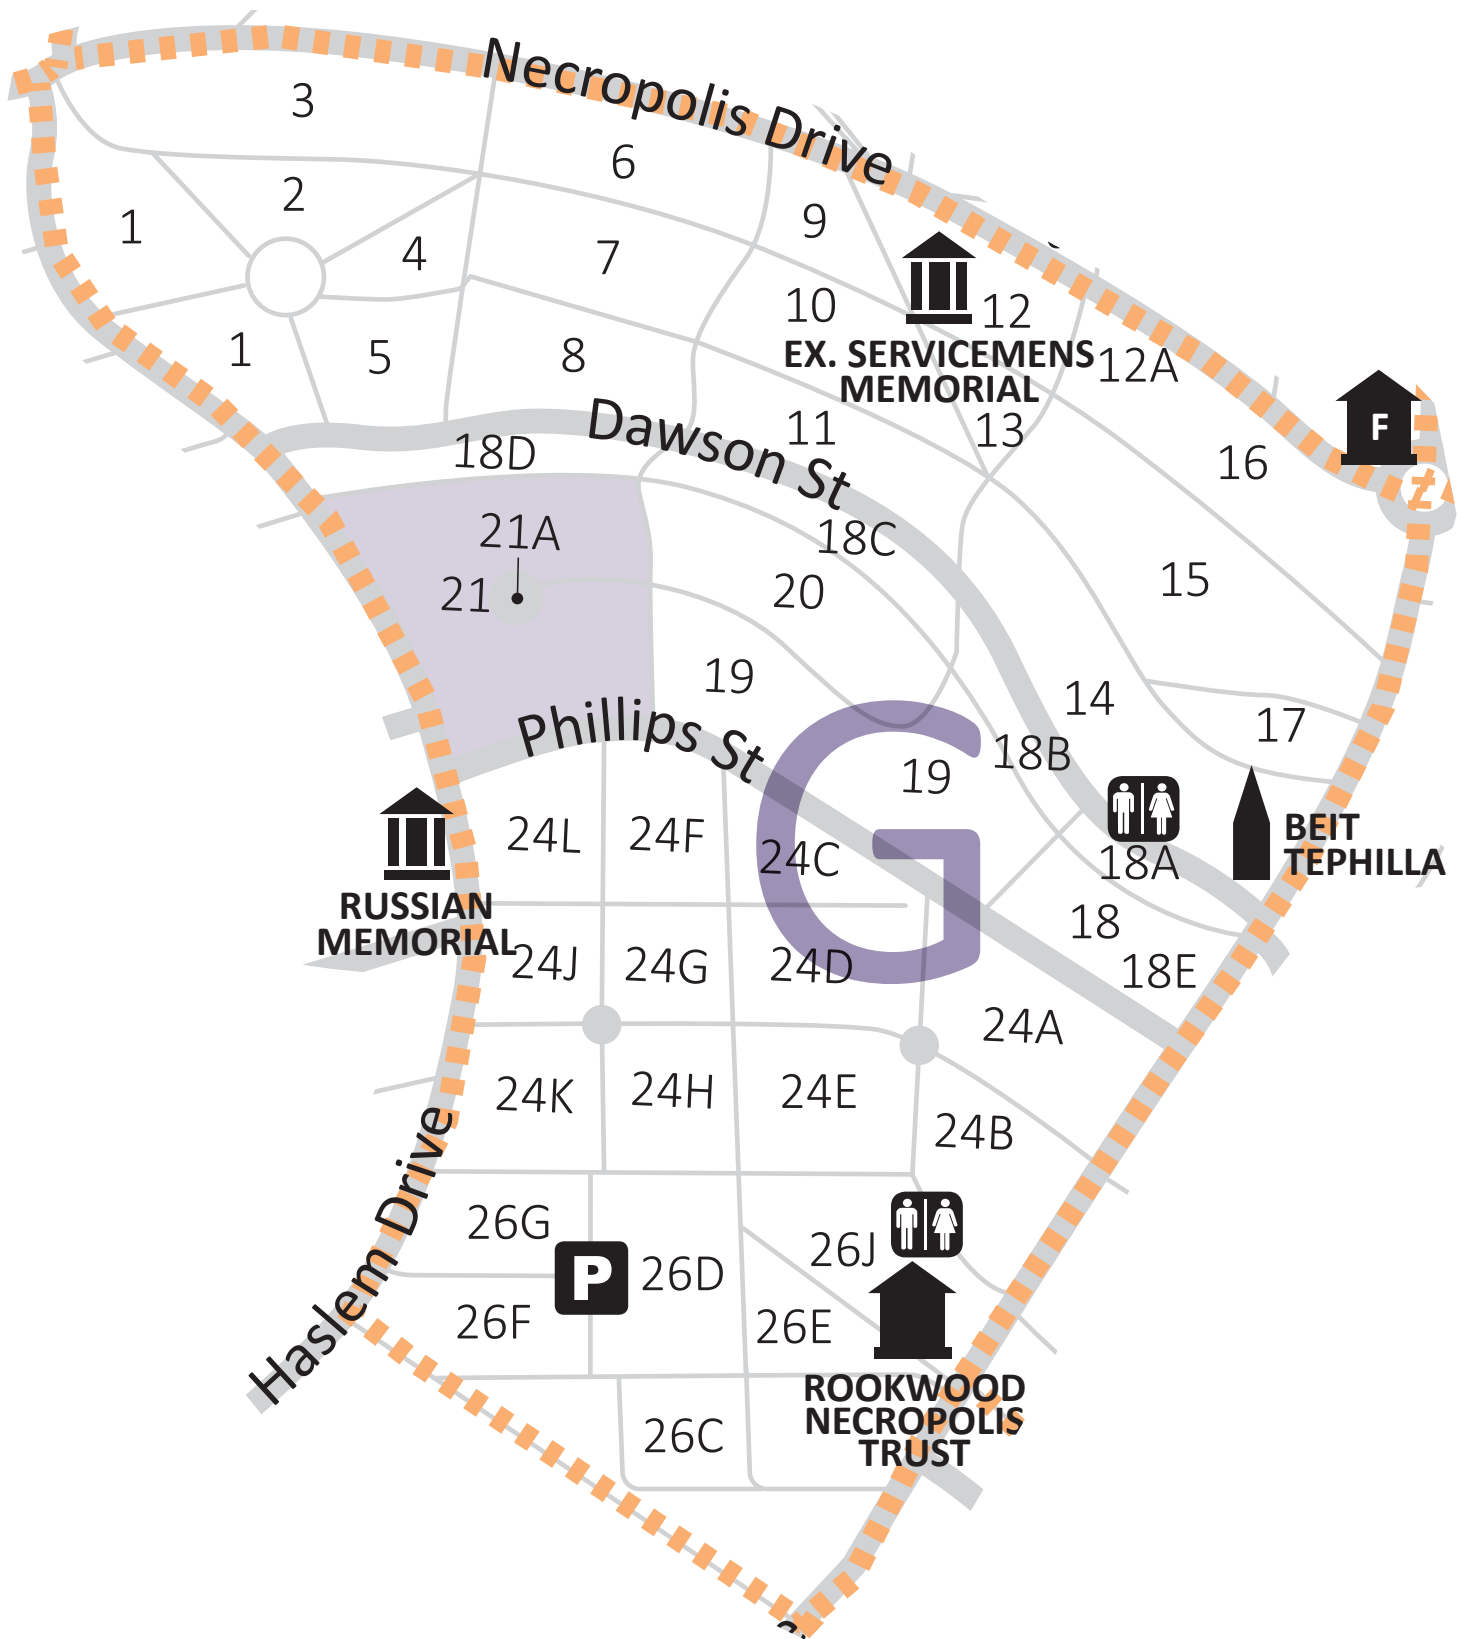 Necropolis Drive
3
6
2
1
9
4
7
10
12
EX. SERVICEMENS
MEMORIAL
12A
1
5
8
F
Dawson St
11
13
18D
16
21A
18C
21
20
15
19
14
Phillips St
17
18B
19
24L
24F
24C
G
BEIT
TEPHILLA
18A
RUSSIAN
MEMORIAL
18
24J
24G
24D
18E
24A
24K
24H
24E
24B
Haslem Drive
26G
26J
P
26D
26F
26E
ROOKWOOD
NECROPOLIS
TRUST
26C